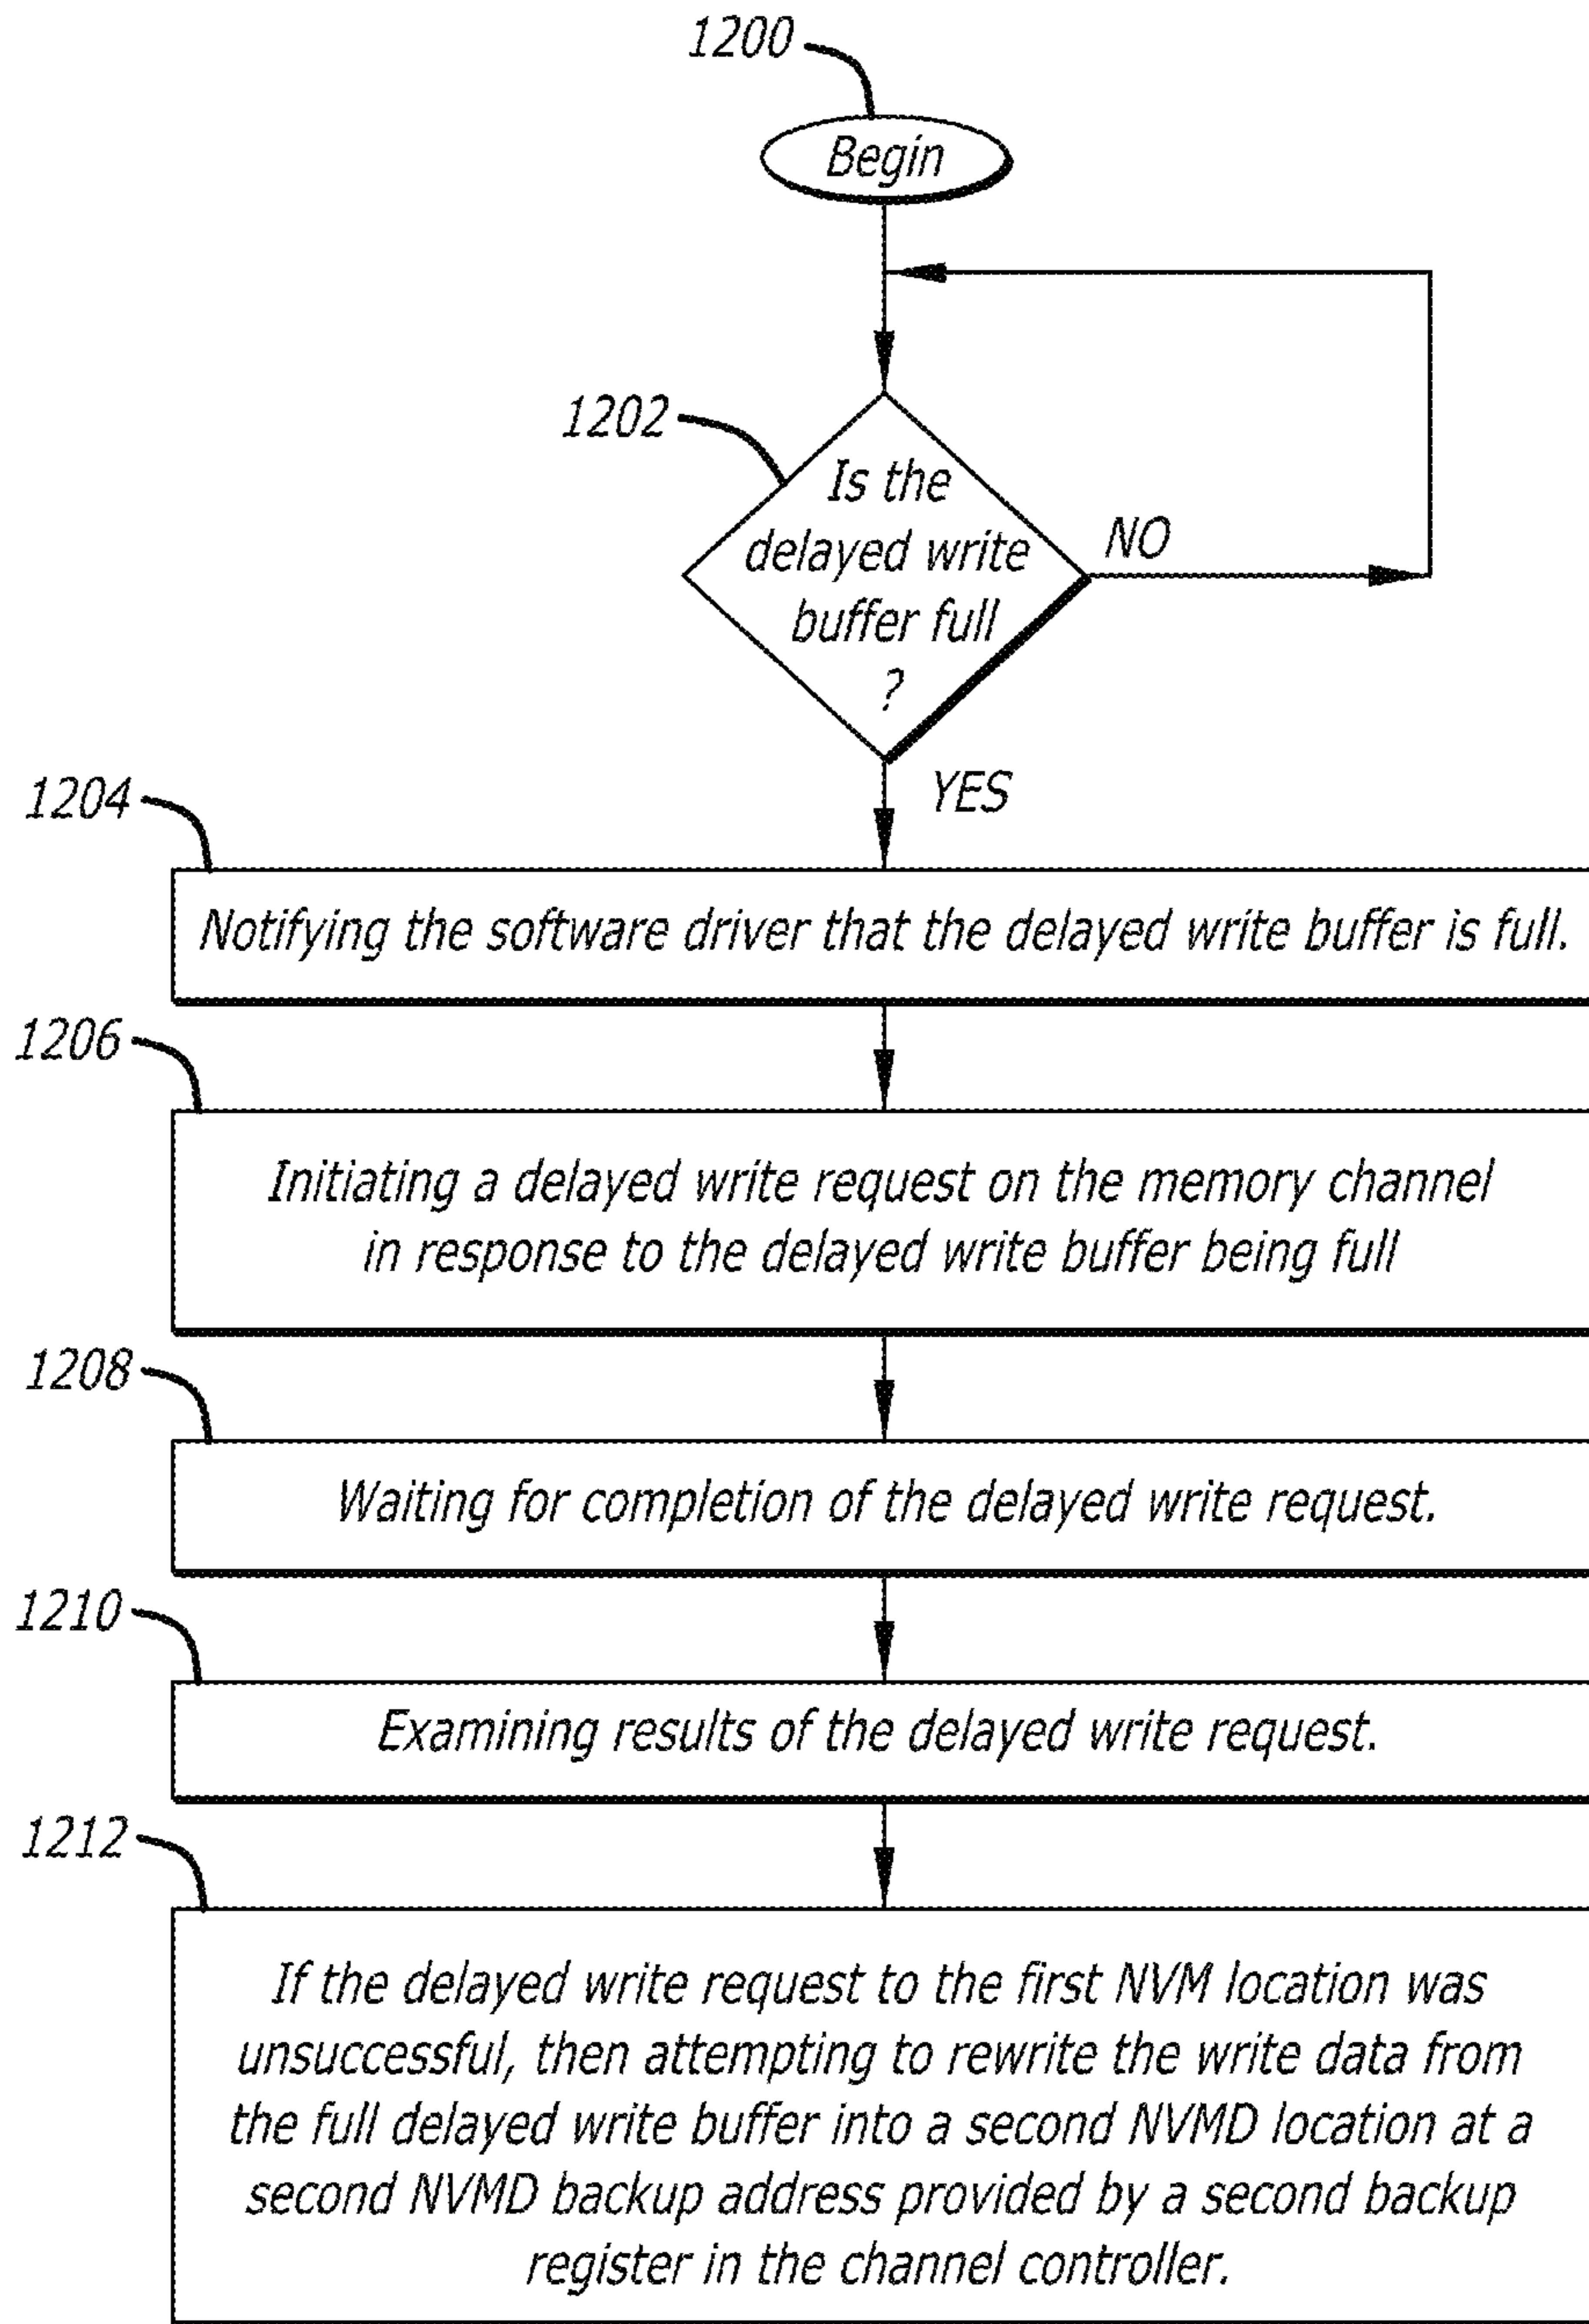 1200
Begin
1202
Is the
delayed write
buffer full
?
NO
YES
1204
Notifying the software driver that the delayed write buffer is full.
1206
Initiating a delayed write request on the memory channel
in response to the delayed write buffer being full
1208
Waiting for completion of the delayed write request.
1210
Examining results of the delayed write request.
1212
If the delayed write request to the first NVM location was
unsuccessful, then attempting to rewrite the write data from
the full delayed write buffer into a second NVMD location at a
second NVMD backup address provided by a second backup
register in the channel controller.